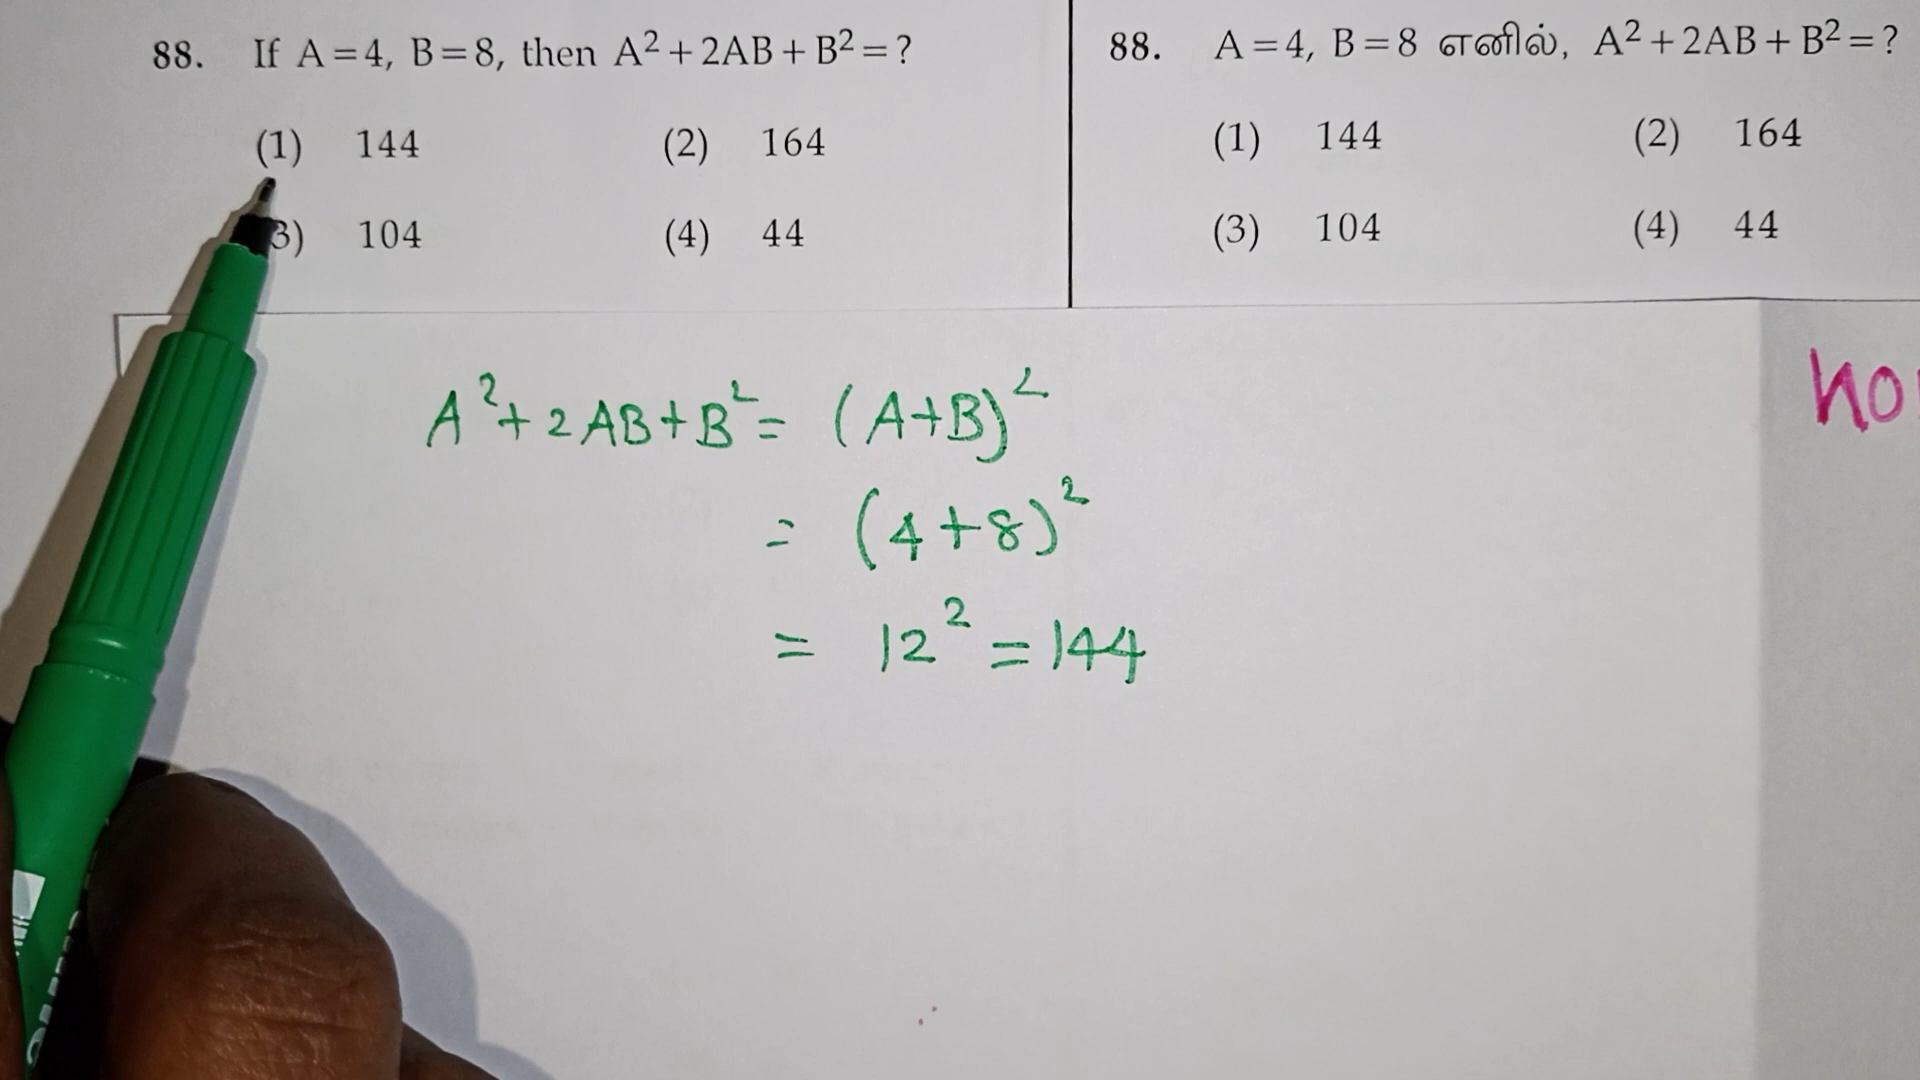 88. If A=4, B=8, then A²+2AB+B²=?
(1) 144 (2) 164
3) 104 (4) 44
88. A=4, B=8 எனில், A²+2AB+B²=?
(1) 144 (2) 164
(3) 104 (4) 44
A²+2AB+B²= (A+B)²
= (4+8)²
= 12² = 144